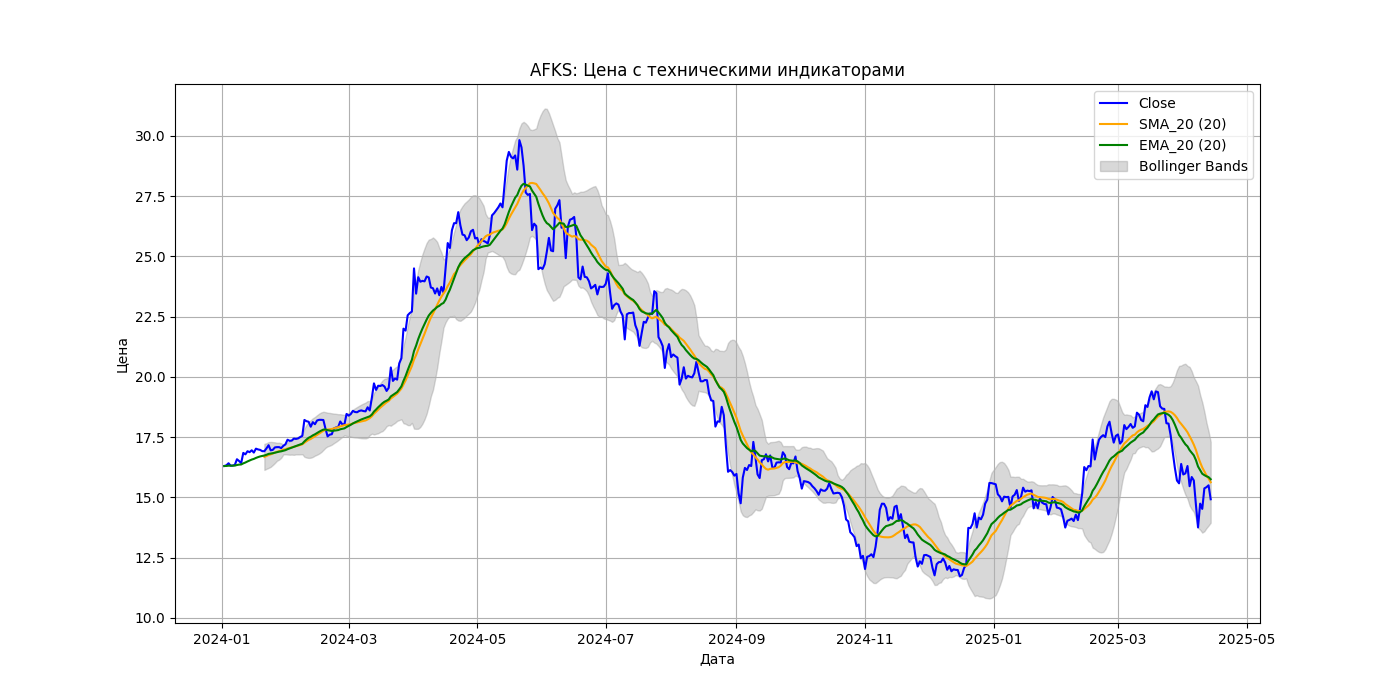 AFKS: Цена с техническими индикаторами
Close
SMA_20 (20)
EMA_20 (20)
Bollinger Bands
Цена
30.0
27.5
25.0
22.5
20.0
17.5
15.0
12.5
10.0
2024-01
2024-03
2024-05
2024-07
2024-09
2024-11
2025-01
2025-03
2025-05
Дата